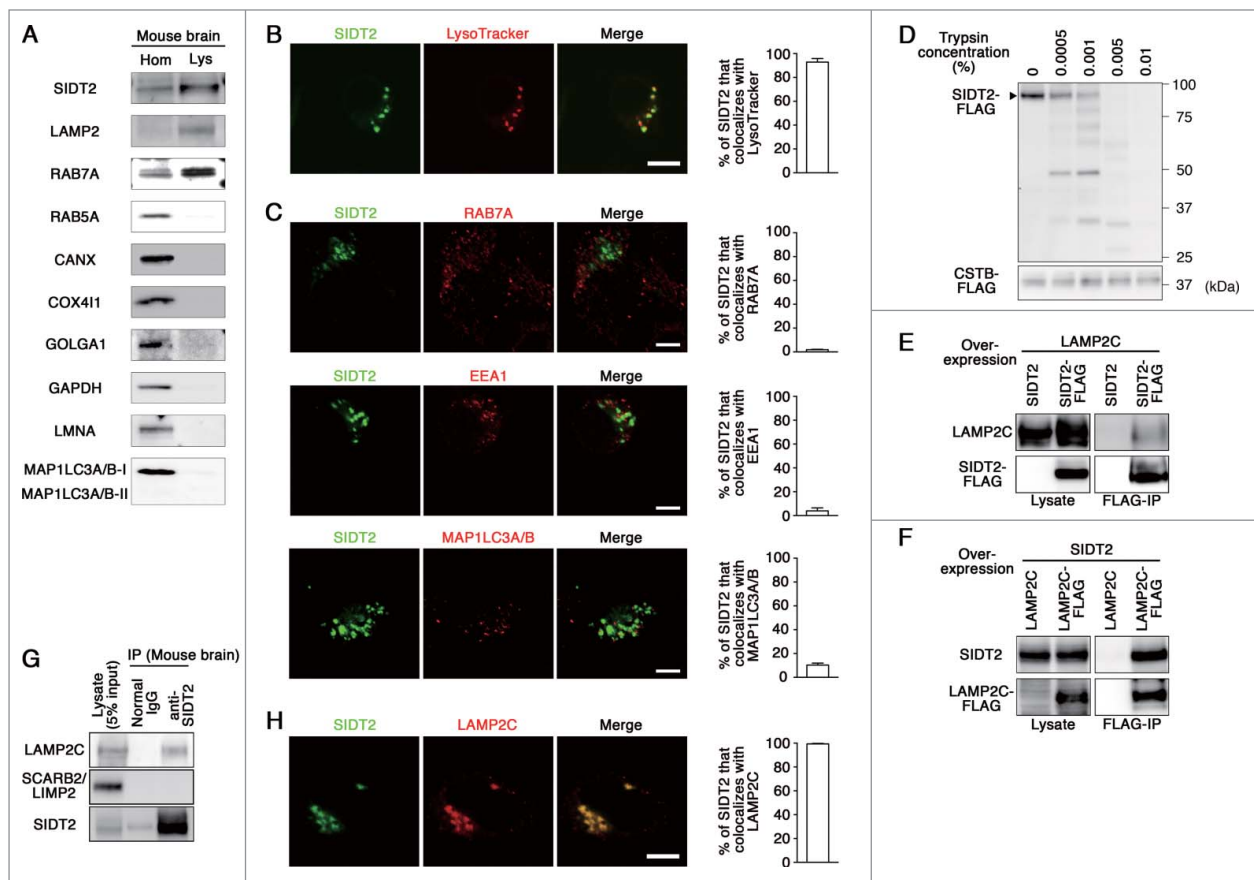 A
Mouse brain
Hom Lys
SIDT2
LAMP2
RAB7A
RAB5A
CANX
COX4I1
GOLGA1
GAPDH
LMNA
MAP1LC3A/B-I
MAP1LC3A/B-II
G
IP (Mouse brain)
Lysate
(5% input)
Normal
IgG
anti-
SIDT2
LAMP2C
SCARB2/
LIMP2
SIDT2
B
SIDT2 LysoTracker Merge
% of SIDT2 that
colocalizes with
LysoTracker
100
80
60
40
20
0
C
SIDT2 RAB7A Merge
% of SIDT2 that
colocalizes with
RAB7A
100
80
60
40
20
0
SIDT2 EEA1 Merge
% of SIDT2 that
colocalizes with
EEA1
100
80
60
40
20
0
SIDT2 MAP1LC3A/B Merge
% of SIDT2 that
colocalizes with
MAP1LC3A/B
100
80
60
40
20
0
H
SIDT2 LAMP2C Merge
% of SIDT2 that
colocalizes with
LAMP2C
100
80
60
40
20
0
D
Trypsin
concentration
(%)
0 0.0005 0.001 0.005 0.01
SIDT2-
FLAG
100
75
50
37
25
CSTB-
FLAG
37 (kDa)
E
Over-
expression
LAMP2C
SIDT2
SIDT2-
FLAG
SIDT2
SIDT2-
FLAG
LAMP2C
SIDT2-
FLAG
Lysate FLAG-IP
F
Over-
expression
SIDT2
LAMP2C
LAMP2C-
FLAG
LAMP2C
LAMP2C-
FLAG
SIDT2
LAMP2C-
FLAG
Lysate FLAG-IP